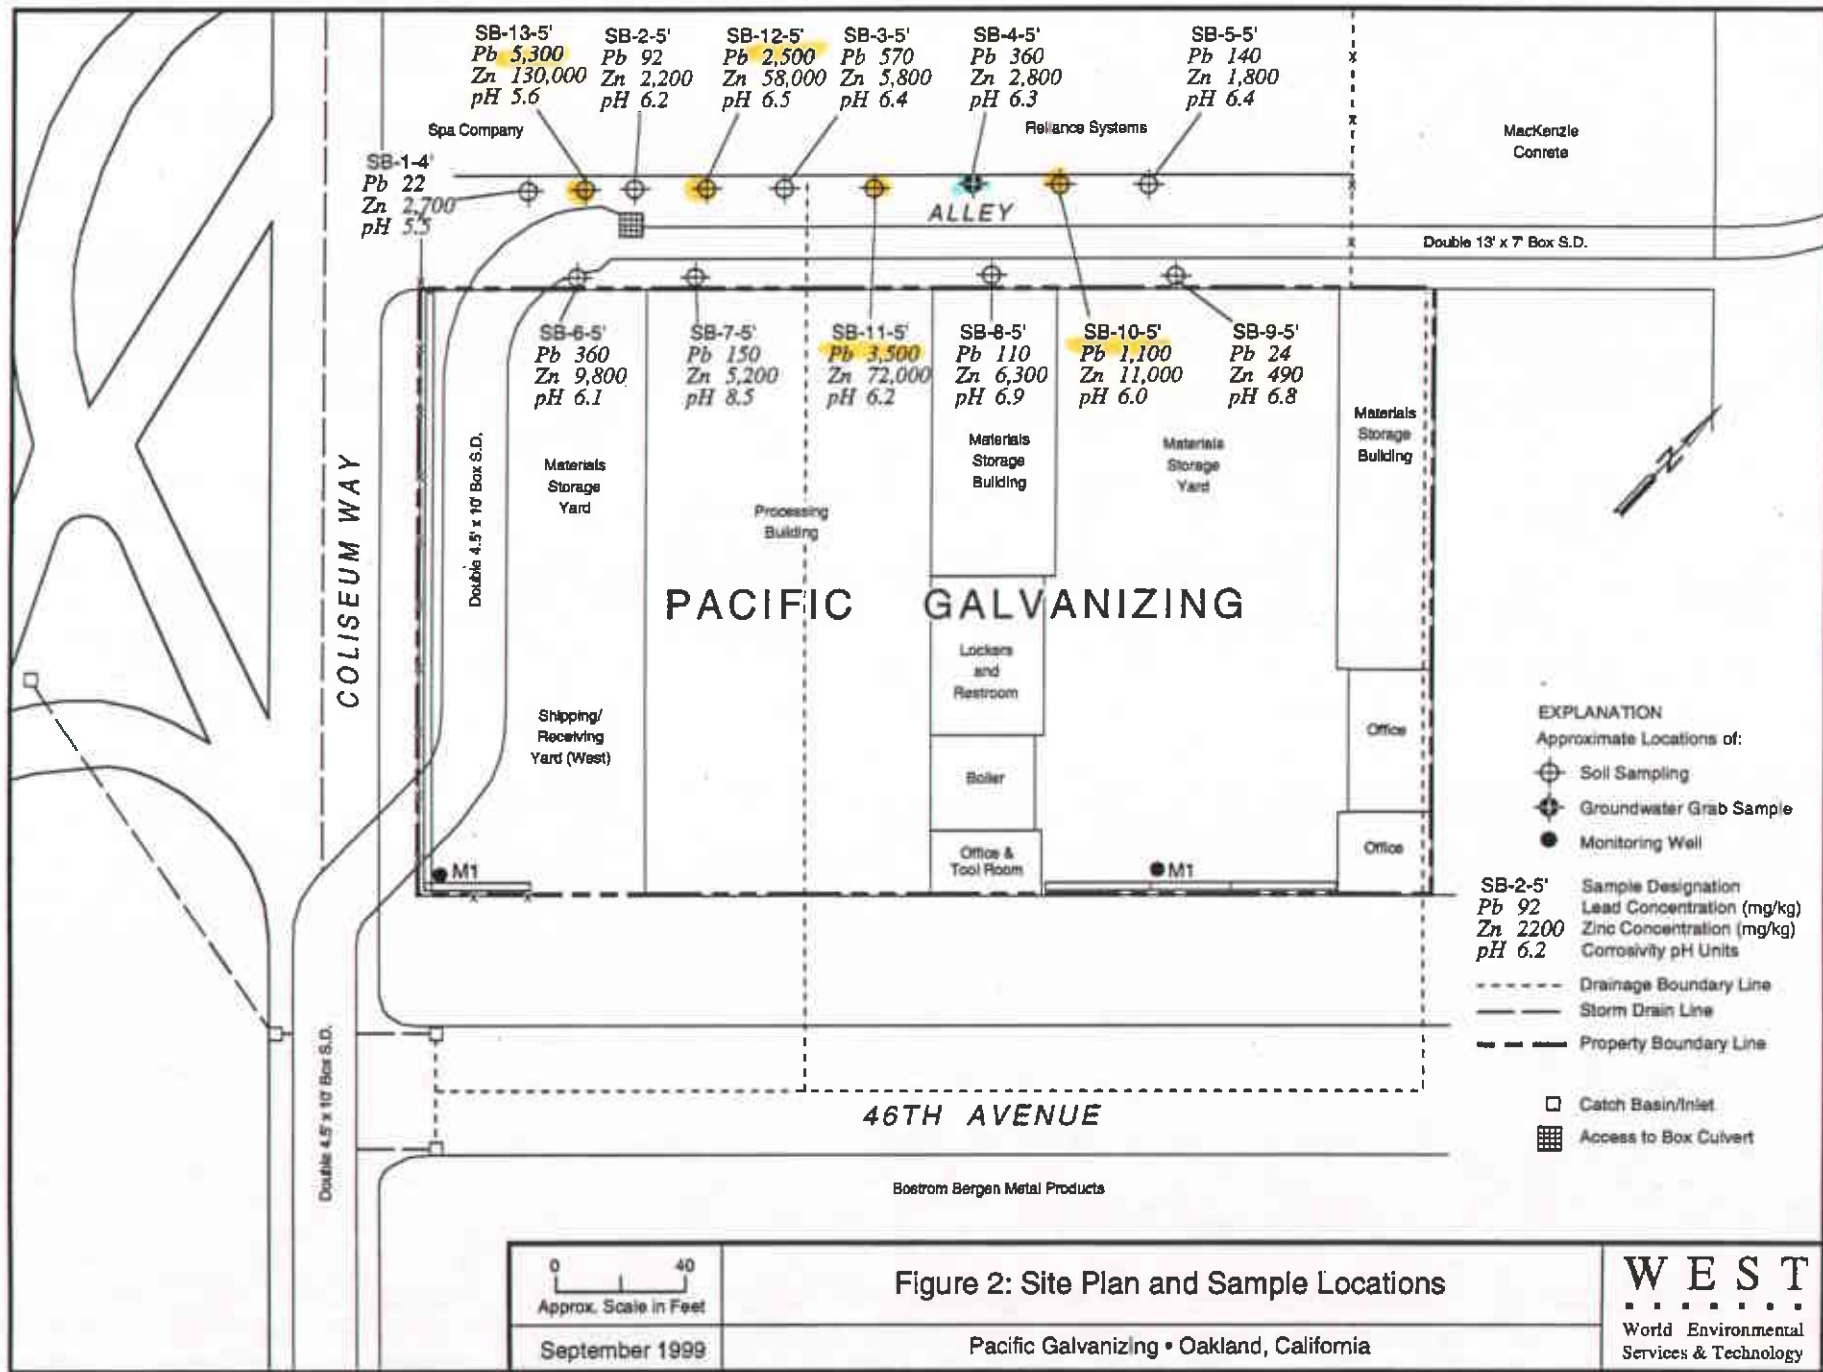 SB-13-5'
Pb 5,300
Zn 130,000
pH 5.6
SB-2-5'
Pb 92
Zn 2,200
pH 6.2
SB-12-5'
Pb 2,500
Zn 58,000
pH 6.5
SB-3-5'
Pb 570
Zn 5,800
pH 6.4
SB-4-5'
Pb 360
Zn 2,800
pH 6.3
SB-5-5'
Pb 140
Zn 1,800
pH 6.4
Spa Company
Reliance Systems
MacKenzie
Conrete
SB-1-4'
Pb 22
Zn 2,700
pH 5.5
ALLEY
Double 13' x 7' Box S.D.
SB-6-5'
Pb 360
Zn 9,800
pH 6.1
SB-7-5'
Pb 150
Zn 5,200
pH 8.5
SB-11-5'
Pb 3,500
Zn 72,000
pH 6.2
SB-8-5'
Pb 110
Zn 6,300
pH 6.9
SB-10-5'
Pb 1,100
Zn 11,000
pH 6.0
SB-9-5'
Pb 24
Zn 490
pH 6.8
COLISEUM WAY
Double 4.5' x 10' Box S.D.
Materials
Storage
Yard
Processing
Building
Materials
Storage
Building
Materials
Storage
Yard
Materials
Storage
Building
N
PACIFIC GALVANIZING
Lockers
and
Restroom
Shipping/
Receiving
Yard (West)
Boiler
Office
Office &
Tool Room
Office
M1
M1
EXPLANATION
Approximate Locations of:
Soil Sampling
Groundwater Grab Sample
Monitoring Well
SB-2-5' Sample Designation
Pb 92 Lead Concentration (mg/kg)
Zn 2200 Zinc Concentration (mg/kg)
pH 6.2 Corrosivity pH Units
Drainage Boundary Line
Storm Drain Line
Property Boundary Line
Catch Basin/Inlet
Access to Box Culvert
Double 4.5' x 10' Box S.D.
46TH AVENUE
Bostrom Bergen Metal Products
0 40
Approx. Scale in Feet
September 1999
Figure 2: Site Plan and Sample Locations
Pacific Galvanizing • Oakland, California
WEST
World Environmental
Services & Technology